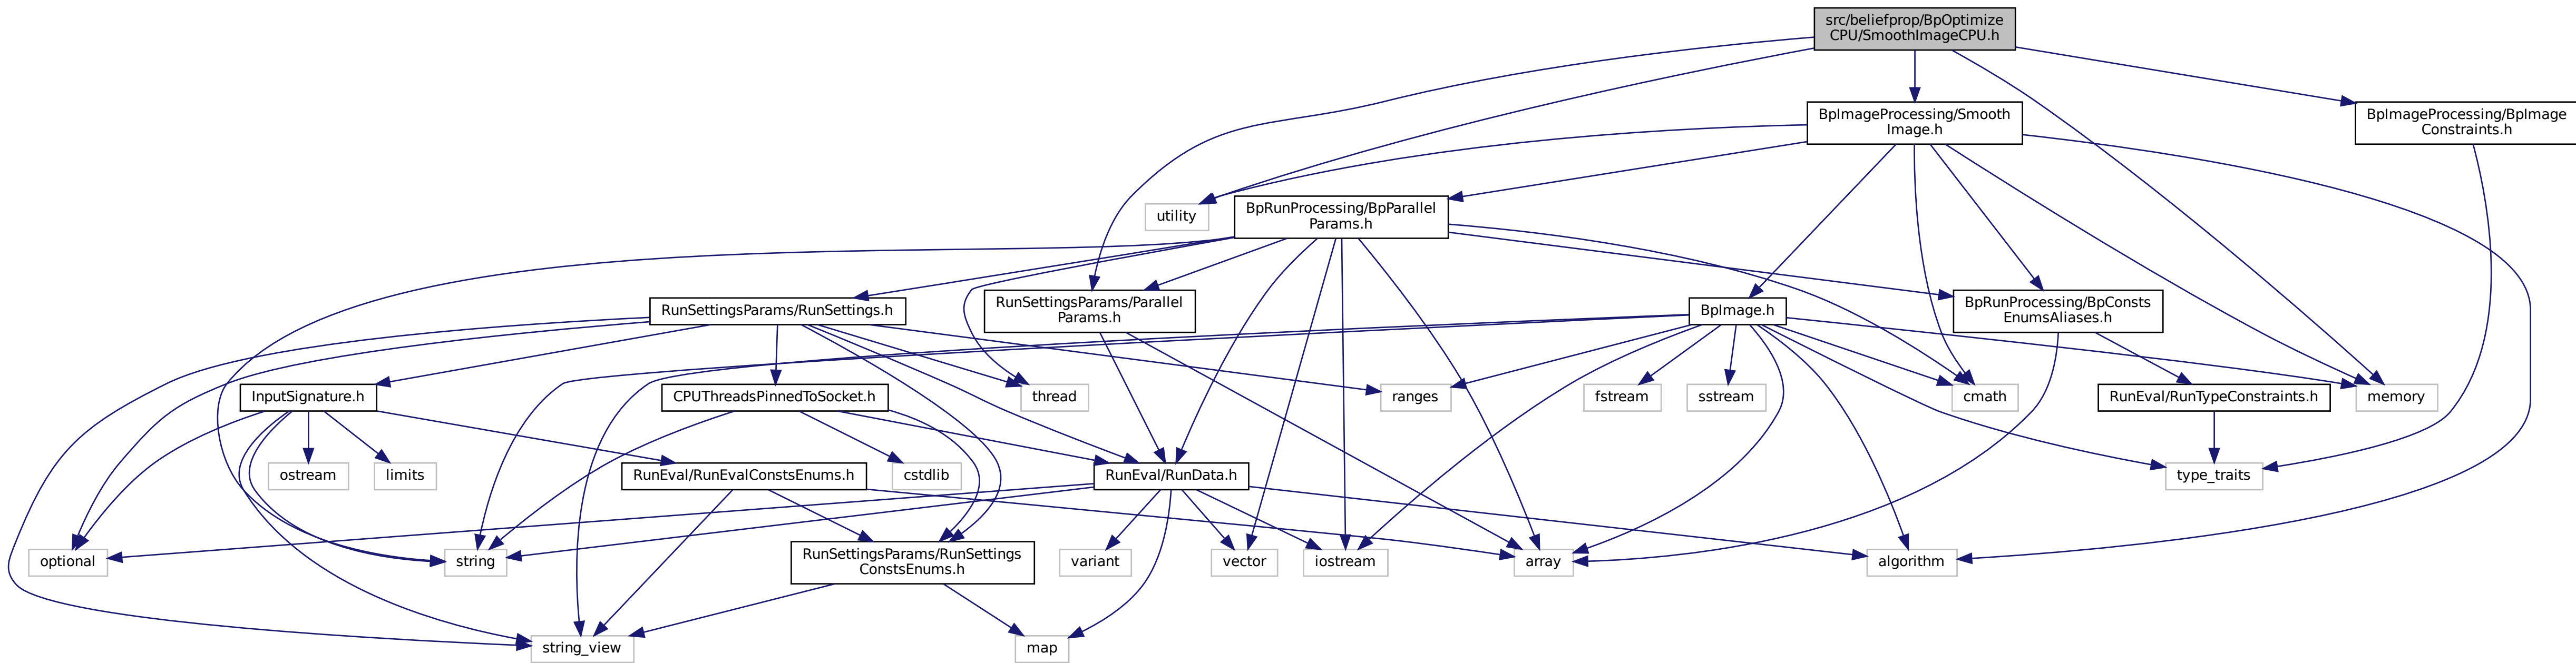 src/beliefprop/BpOptimize
CPU/SmoothImageCPU.h
BpImageProcessing/Smooth
Image.h
BpImageProcessing/BpImage
Constraints.h
utility
BpRunProcessing/BpParallel
Params.h
RunSettingsParams/RunSettings.h
RunSettingsParams/Parallel
Params.h
BpImage.h
BpRunProcessing/BpConsts
EnumsAliases.h
InputSignature.h
CPUThreadsPinnedToSocket.h
thread
ranges
fstream
sstream
cmath
RunEval/RunTypeConstraints.h
memory
ostream
limits
RunEval/RunEvalConstsEnums.h
cstdlib
RunEval/RunData.h
type_traits
optional
string
RunSettingsParams/RunSettings
ConstsEnums.h
variant
vector
iostream
array
algorithm
string_view
map